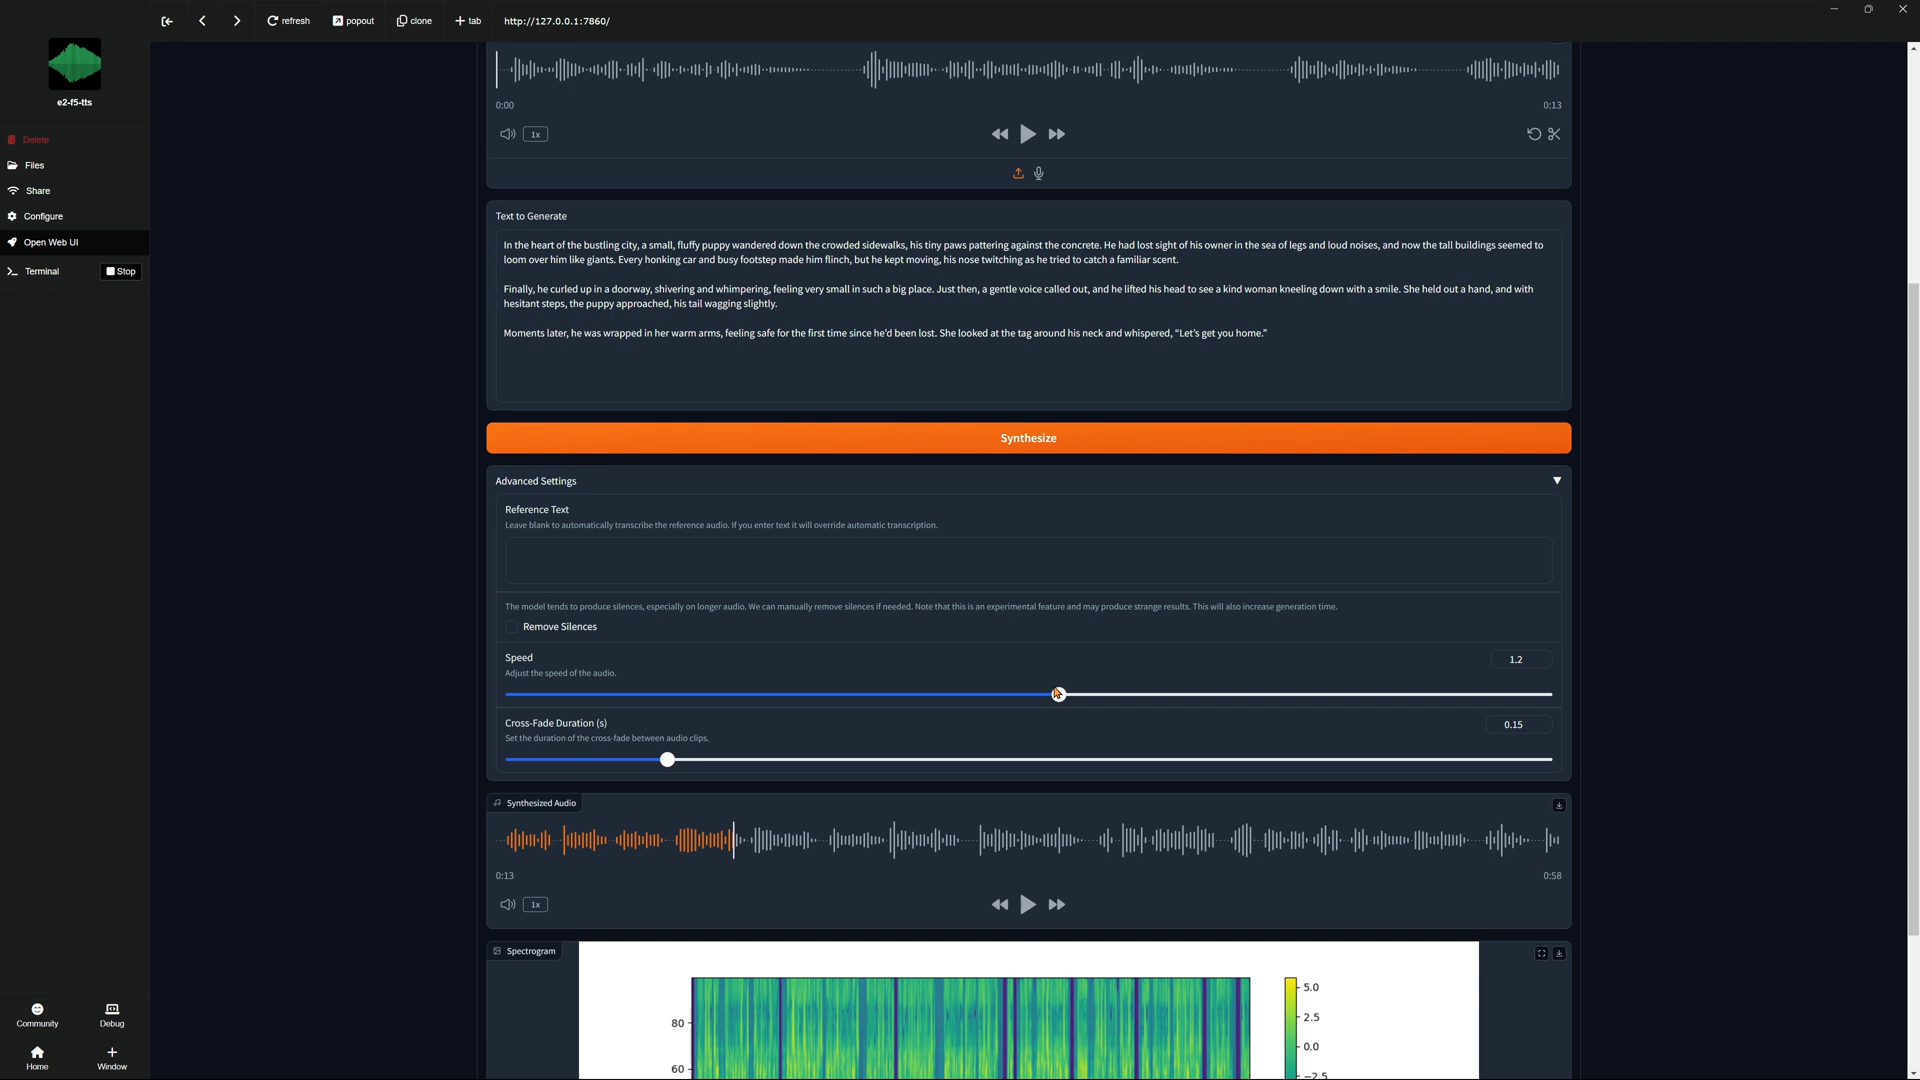 refresh popout clone tab http://127.0.0.1:7860/
e2-f5-tts
Delete
Files
Share
Configure
Open Web UI
Terminal Stop
Community Debug
Home Window
0:00 0:13
1x
Text to Generate
In the heart of the bustling city, a small, fluffy puppy wandered down the crowded sidewalks, his tiny paws pattering against the concrete. He had lost sight of his owner in the sea of legs and loud noises, and now the tall buildings seemed to
loom over him like giants. Every honking car and busy footstep made him flinch, but he kept moving, his nose twitching as he tried to catch a familiar scent.
Finally, he curled up in a doorway, shivering and whimpering, feeling very small in such a big place. Just then, a gentle voice called out, and he lifted his head to see a kind woman kneeling down with a smile. She held out a hand, and with
hesitant steps, the puppy approached, his tail wagging slightly.
Moments later, he was wrapped in her warm arms, feeling safe for the first time since he'd been lost. She looked at the tag around his neck and whispered, “Let's get you home.”
Synthesize
Advanced Settings
Reference Text
Leave blank to automatically transcribe the reference audio. If you enter text it will override automatic transcription.
The model tends to produce silences, especially on longer audio. We can manually remove silences if needed. Note that this is an experimental feature and may produce strange results. This will also increase generation time.
Remove Silences
Speed 1.2
Adjust the speed of the audio.
Cross-Fade Duration (s) 0.15
Set the duration of the cross-fade between audio clips.
Synthesized Audio
0:13 0:58
1x
Spectrogram
80
60
5.0
2.5
0.0
−2.5